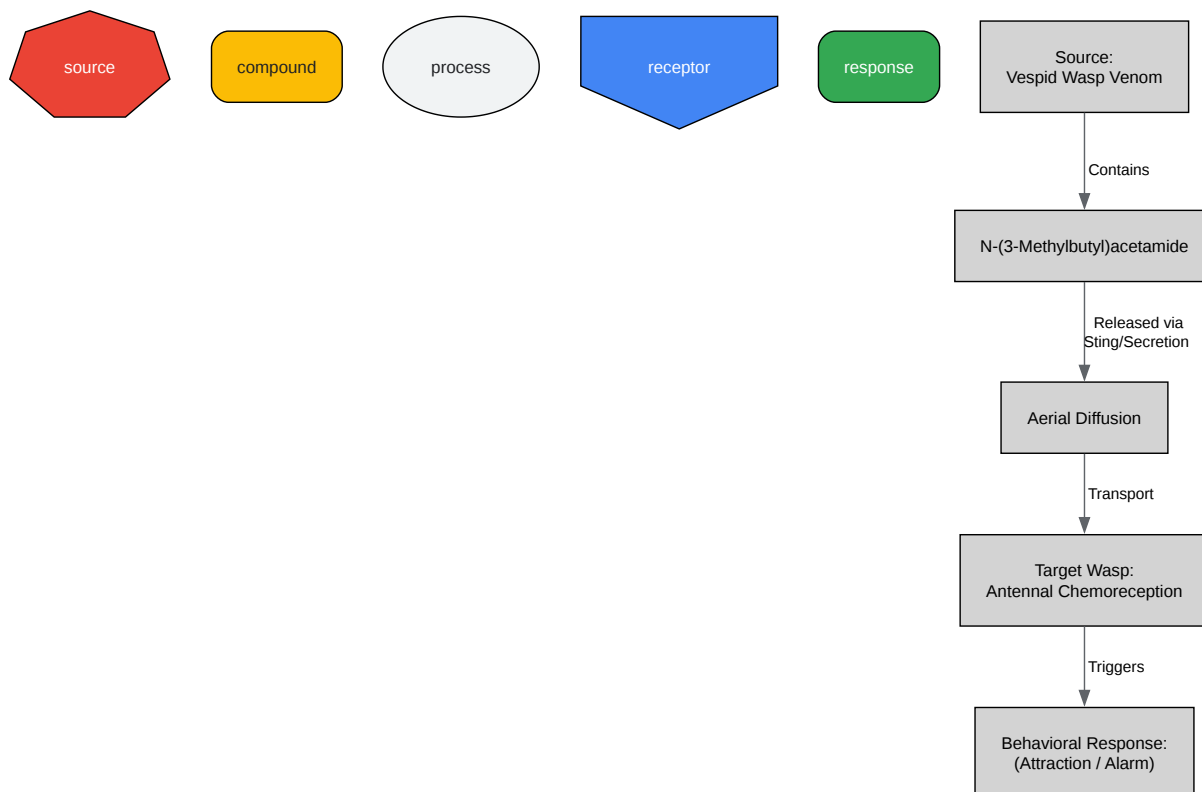 source
compound
process
receptor
response
Source:
Vespid Wasp Venom
Contains
N-(3-Methylbutyl)acetamide
Released via
Sting/Secretion
Aerial Diffusion
Transport
Target Wasp:
Antennal Chemoreception
Triggers
Behavioral Response:
(Attraction / Alarm)